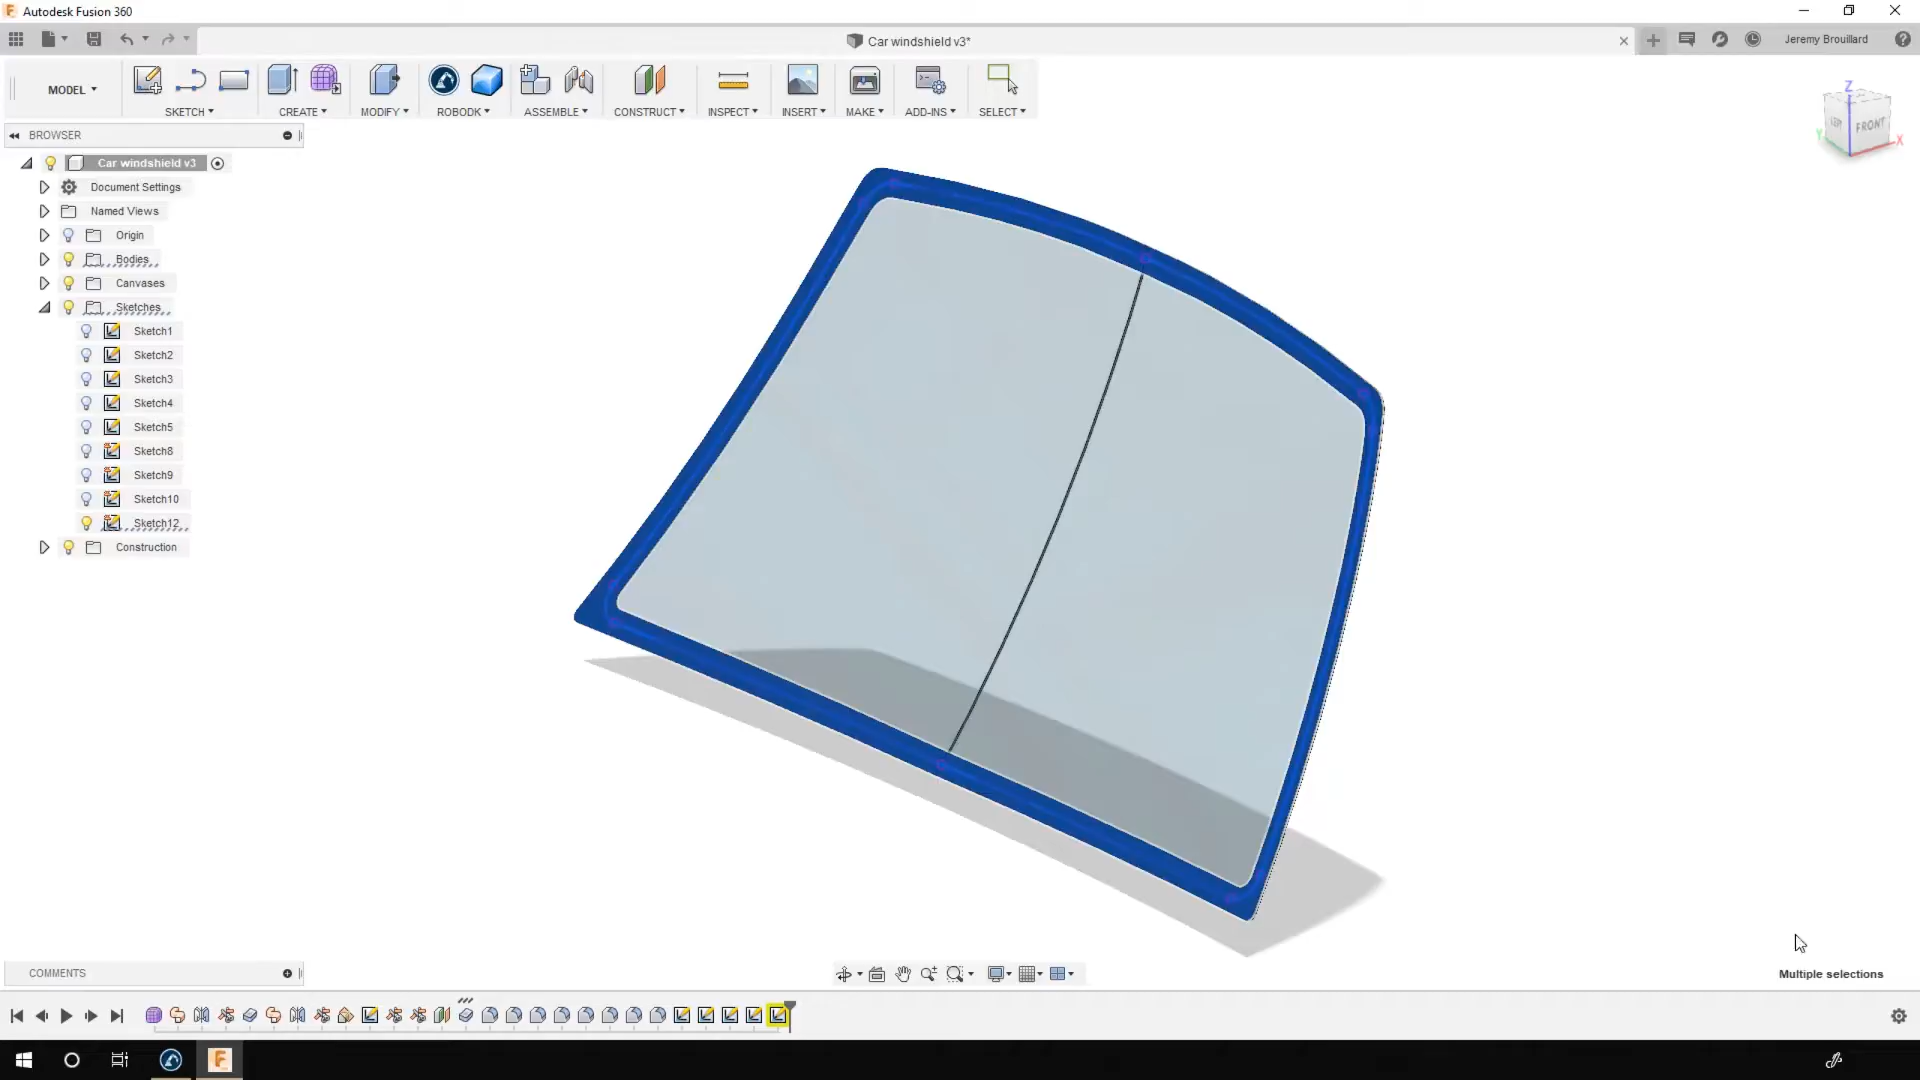 Autodesk Fusion 360
Car windshield v3*
Jeremy Brouillard
MODEL
SKETCH
CREATE
MODIFY
ROBODK
ASSEMBLE
CONSTRUCT
INSPECT
INSERT
MAKE
ADD-INS
SELECT
Z
LEFT
FRONT
Y
X
BROWSER
Car windshield v3
Document Settings
Named Views
Origin
Bodies
Canvases
Sketches
Sketch1
Sketch2
Sketch3
Sketch4
Sketch5
Sketch8
Sketch9
Sketch10
Sketch12
Construction
COMMENTS
Multiple selections